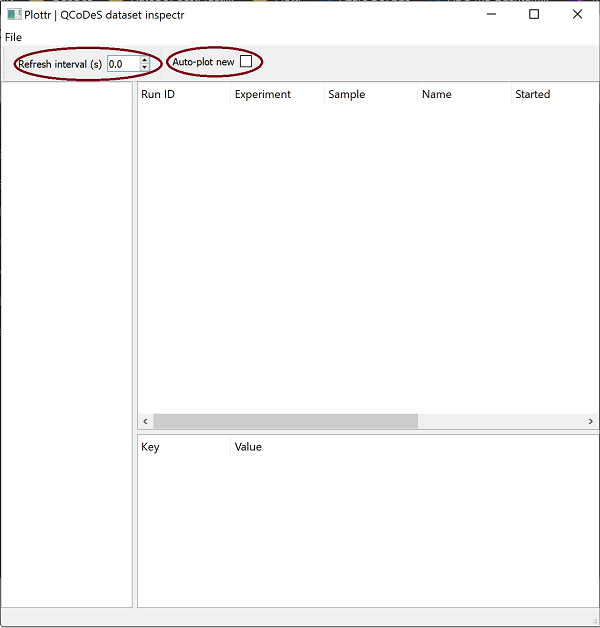 Plottr | QCoDeS dataset inspectr
File
Refresh interval (s) 0.0 Auto-plot new
Run ID Experiment Sample Name Started
Key Value